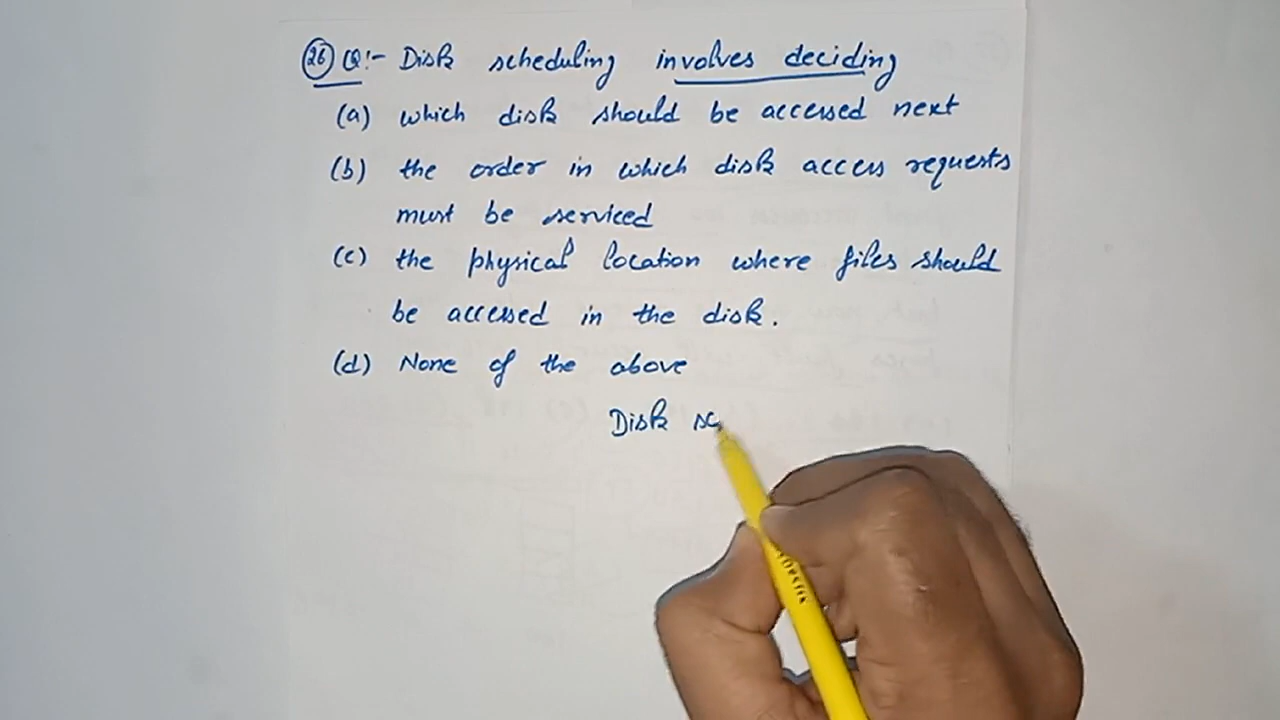 26 Q:- Disk scheduling involves deciding
(a) which disk should be accessed next
(b) the order in which disk access requests
must be serviced
(c) the physical location where files should
be accessed in the disk.
(d) None of the above
Disk sc